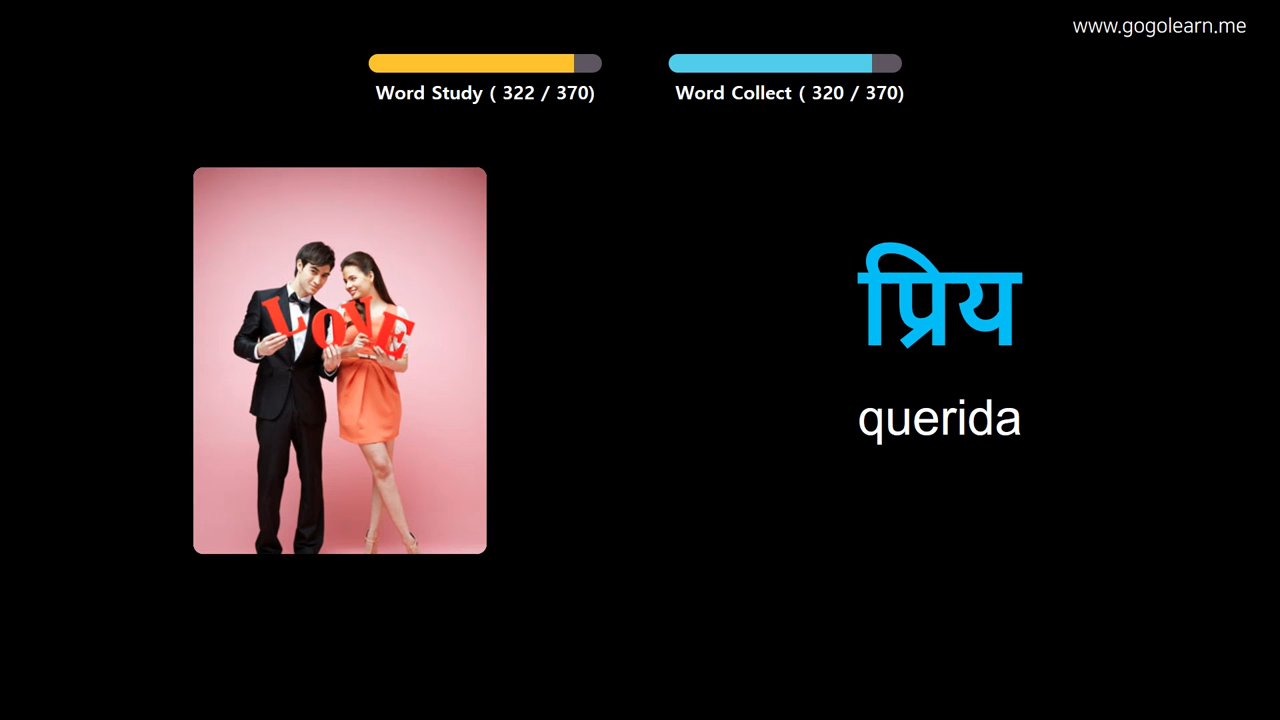 www.gogolearn.me
Word Study ( 322 / 370)
Word Collect ( 320 / 370)
LOVE
प्रिय
querida